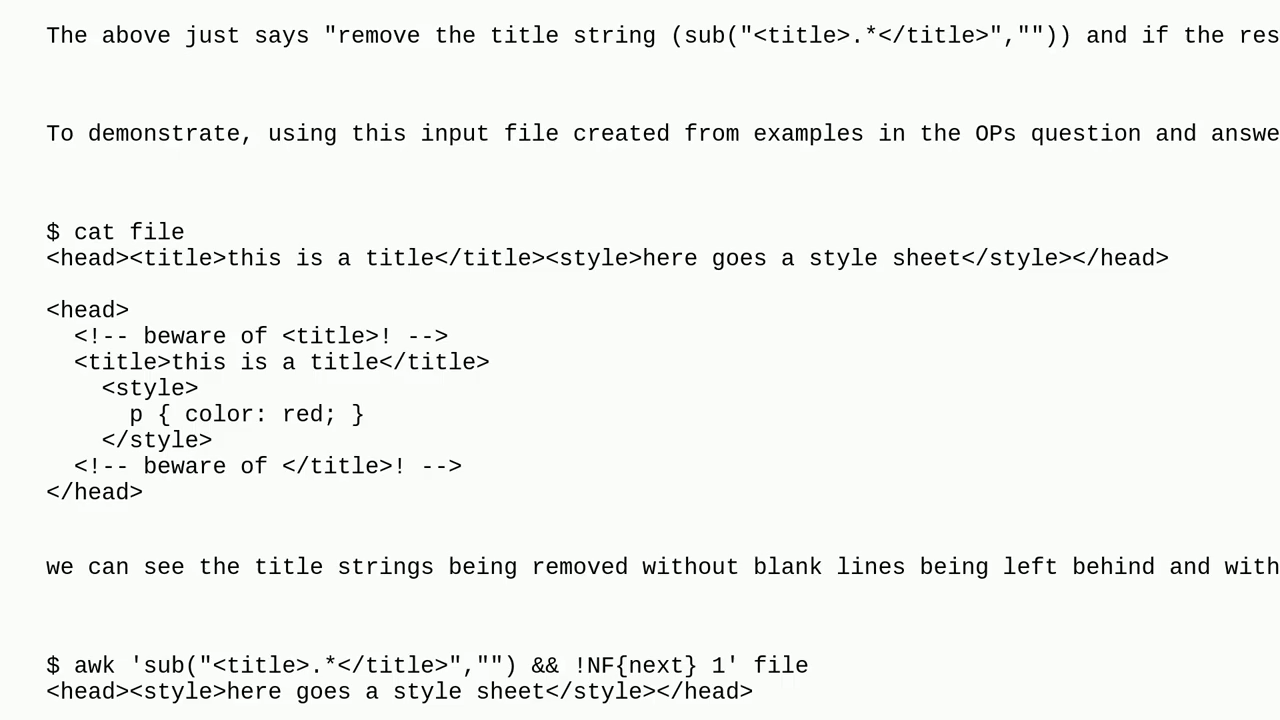 The above just says "remove the title string (sub("<title>.*</title>","")) and if the res
To demonstrate, using this input file created from examples in the OPs question and answe
$ cat file
<head><title>this is a title</title><style>here goes a style sheet</style></head>
<head>
  <!-- beware of <title>! -->
  <title>this is a title</title>
    <style>
      p { color: red; }
    </style>
  <!-- beware of </title>! -->
</head>
we can see the title strings being removed without blank lines being left behind and with
$ awk 'sub("<title>.*</title>","") && !NF{next} 1' file
<head><style>here goes a style sheet</style></head>